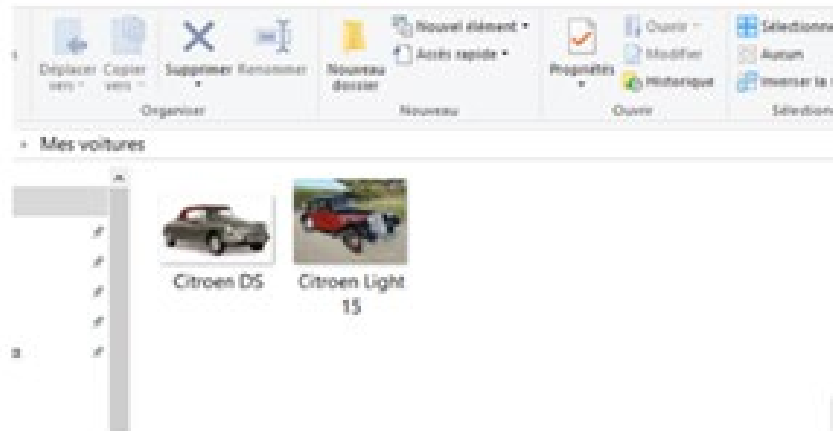 Déplacer vers
Copier vers
Supprimer
Renommer
Organiser
Nouveau dossier
Nouvel élément
Accès rapide
Nouveau
Propriétés
Ouvrir
Modifier
Historique
Ouvrir
Sélectionne
Aucun
Inverser la
Sélection
Mes voitures
Citroen DS
Citroen Light
15